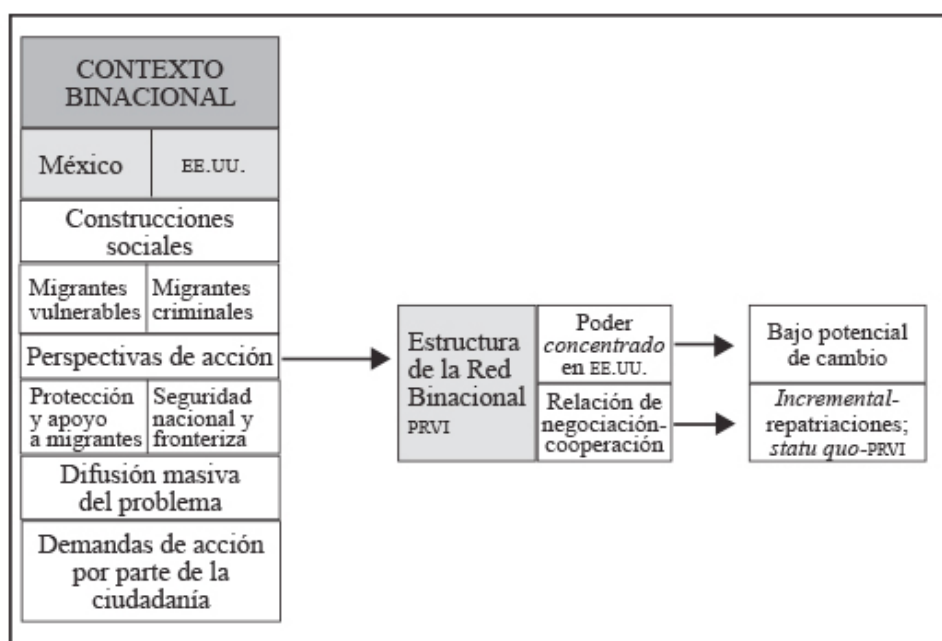 CONTEXTO
BINACIONAL
México
EE.UU.
Construcciones
sociales
Migrantes
vulnerables
Migrantes
criminales
Perspectivas de acción
Protección
y apoyo
a migrantes
Seguridad
nacional y
fronteriza
Difusión masiva
del problema
Demandas de acción
por parte de la
ciudadanía
Estructura
de la Red
Binacional
PRVI
Poder
concentrado
en EE.UU.
Relación de
negociación-
cooperación
Bajo potencial
de cambio
Incremental-
repatriaciones;
statu quo-PRVI